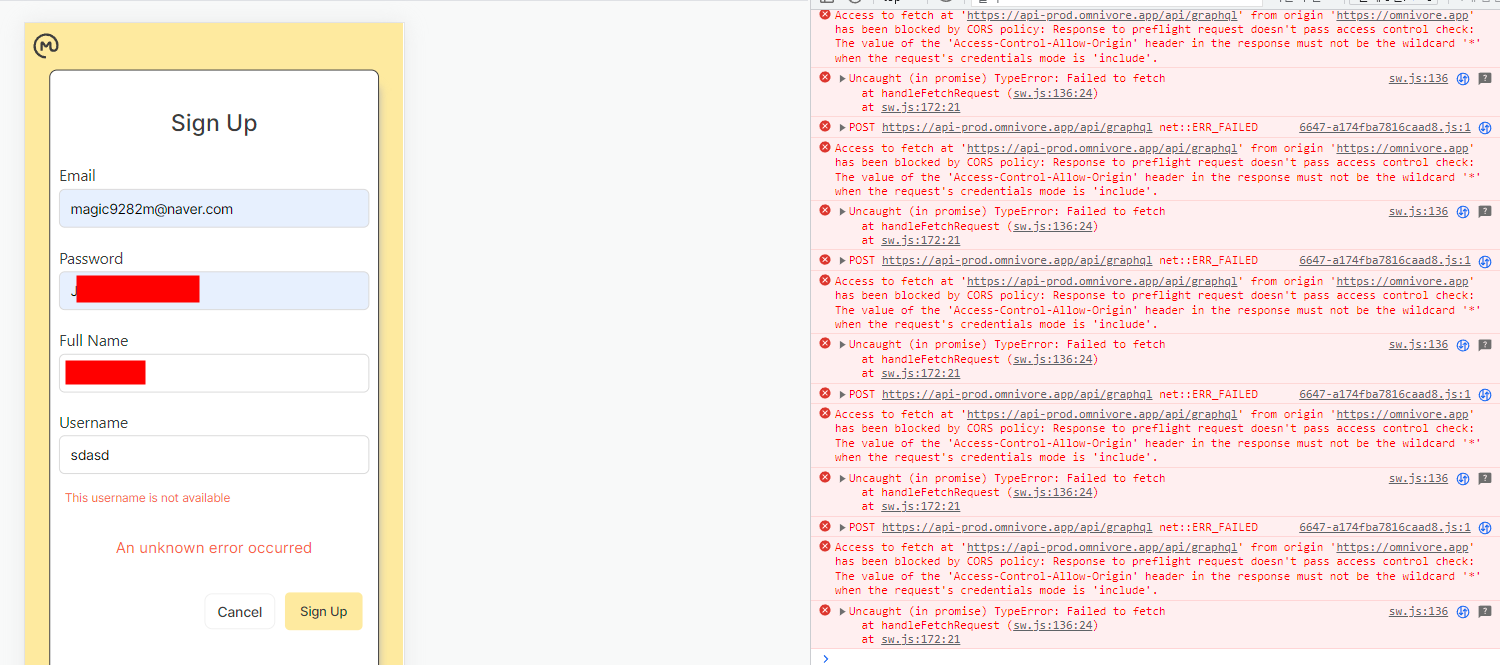 Sign Up
Email
magic9282m@naver.com
Password
J
Full Name
Username
sdasd
This username is not available
An unknown error occurred
Cancel
Sign Up
Access to fetch at 'https://api-prod.omnivore.app/api/graphql' from origin 'https://omnivore.app'
has been blocked by CORS policy: Response to preflight request doesn't pass access control check:
The value of the 'Access-Control-Allow-Origin' header in the response must not be the wildcard '*'
when the request's credentials mode is 'include'.
Uncaught (in promise) TypeError: Failed to fetch sw.js:136
at handleFetchRequest (sw.js:136:24)
at sw.js:172:21
POST https://api-prod.omnivore.app/api/graphql net::ERR_FAILED 6647-a174fba7816caad8.js:1
Access to fetch at 'https://api-prod.omnivore.app/api/graphql' from origin 'https://omnivore.app'
has been blocked by CORS policy: Response to preflight request doesn't pass access control check:
The value of the 'Access-Control-Allow-Origin' header in the response must not be the wildcard '*'
when the request's credentials mode is 'include'.
Uncaught (in promise) TypeError: Failed to fetch sw.js:136
at handleFetchRequest (sw.js:136:24)
at sw.js:172:21
POST https://api-prod.omnivore.app/api/graphql net::ERR_FAILED 6647-a174fba7816caad8.js:1
Access to fetch at 'https://api-prod.omnivore.app/api/graphql' from origin 'https://omnivore.app'
has been blocked by CORS policy: Response to preflight request doesn't pass access control check:
The value of the 'Access-Control-Allow-Origin' header in the response must not be the wildcard '*'
when the request's credentials mode is 'include'.
Uncaught (in promise) TypeError: Failed to fetch sw.js:136
at handleFetchRequest (sw.js:136:24)
at sw.js:172:21
POST https://api-prod.omnivore.app/api/graphql net::ERR_FAILED 6647-a174fba7816caad8.js:1
Access to fetch at 'https://api-prod.omnivore.app/api/graphql' from origin 'https://omnivore.app'
has been blocked by CORS policy: Response to preflight request doesn't pass access control check:
The value of the 'Access-Control-Allow-Origin' header in the response must not be the wildcard '*'
when the request's credentials mode is 'include'.
Uncaught (in promise) TypeError: Failed to fetch sw.js:136
at handleFetchRequest (sw.js:136:24)
at sw.js:172:21
POST https://api-prod.omnivore.app/api/graphql net::ERR_FAILED 6647-a174fba7816caad8.js:1
Access to fetch at 'https://api-prod.omnivore.app/api/graphql' from origin 'https://omnivore.app'
has been blocked by CORS policy: Response to preflight request doesn't pass access control check:
The value of the 'Access-Control-Allow-Origin' header in the response must not be the wildcard '*'
when the request's credentials mode is 'include'.
Uncaught (in promise) TypeError: Failed to fetch sw.js:136
at handleFetchRequest (sw.js:136:24)
at sw.js:172:21